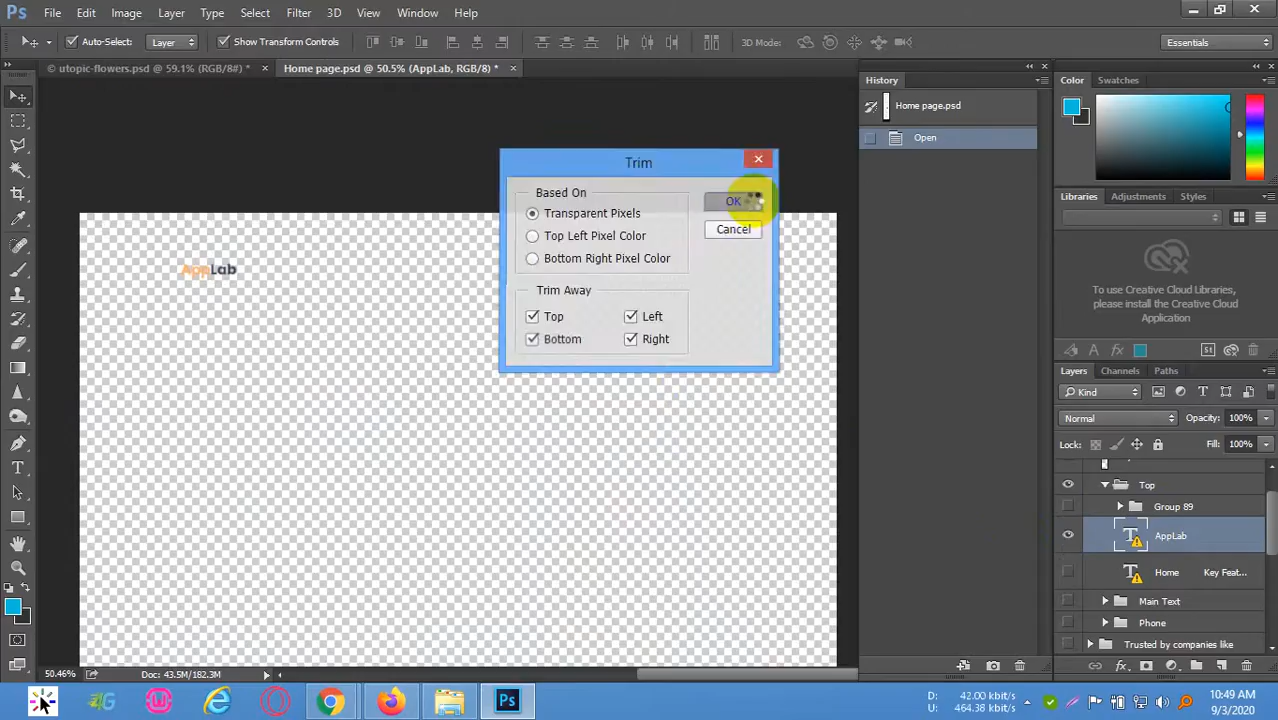 Ps File Edit Image Layer Type Select Filter 3D View Window Help
Auto-Select: Layer Show Transform Controls 3D Mode: Essentials
© utopic-flowers.psd @ 59.1% (RGB/8#) * × Home page.psd @ 50.5% (AppLab, RGB/8) * ×
History
Home page.psd
Open
Color Swatches
Libraries Adjustments Styles
To use Creative Cloud Libraries,
please install the Creative Cloud
Application
Trim
Based On
Transparent Pixels
Top Left Pixel Color
Bottom Right Pixel Color
OK
Cancel
Trim Away
Top Left
Bottom Right
AppLab
Layers Channels Paths
Kind
Normal Opacity: 100%
Lock: Fill: 100%
Top
Group 89
AppLab
Home Key Feat...
Main Text
Phone
Trusted by companies like
50.46% Doc: 43.5M/182.3M
D: 42.00 kbit/s
U: 464.38 kbit/s
10:49 AM
9/3/2020